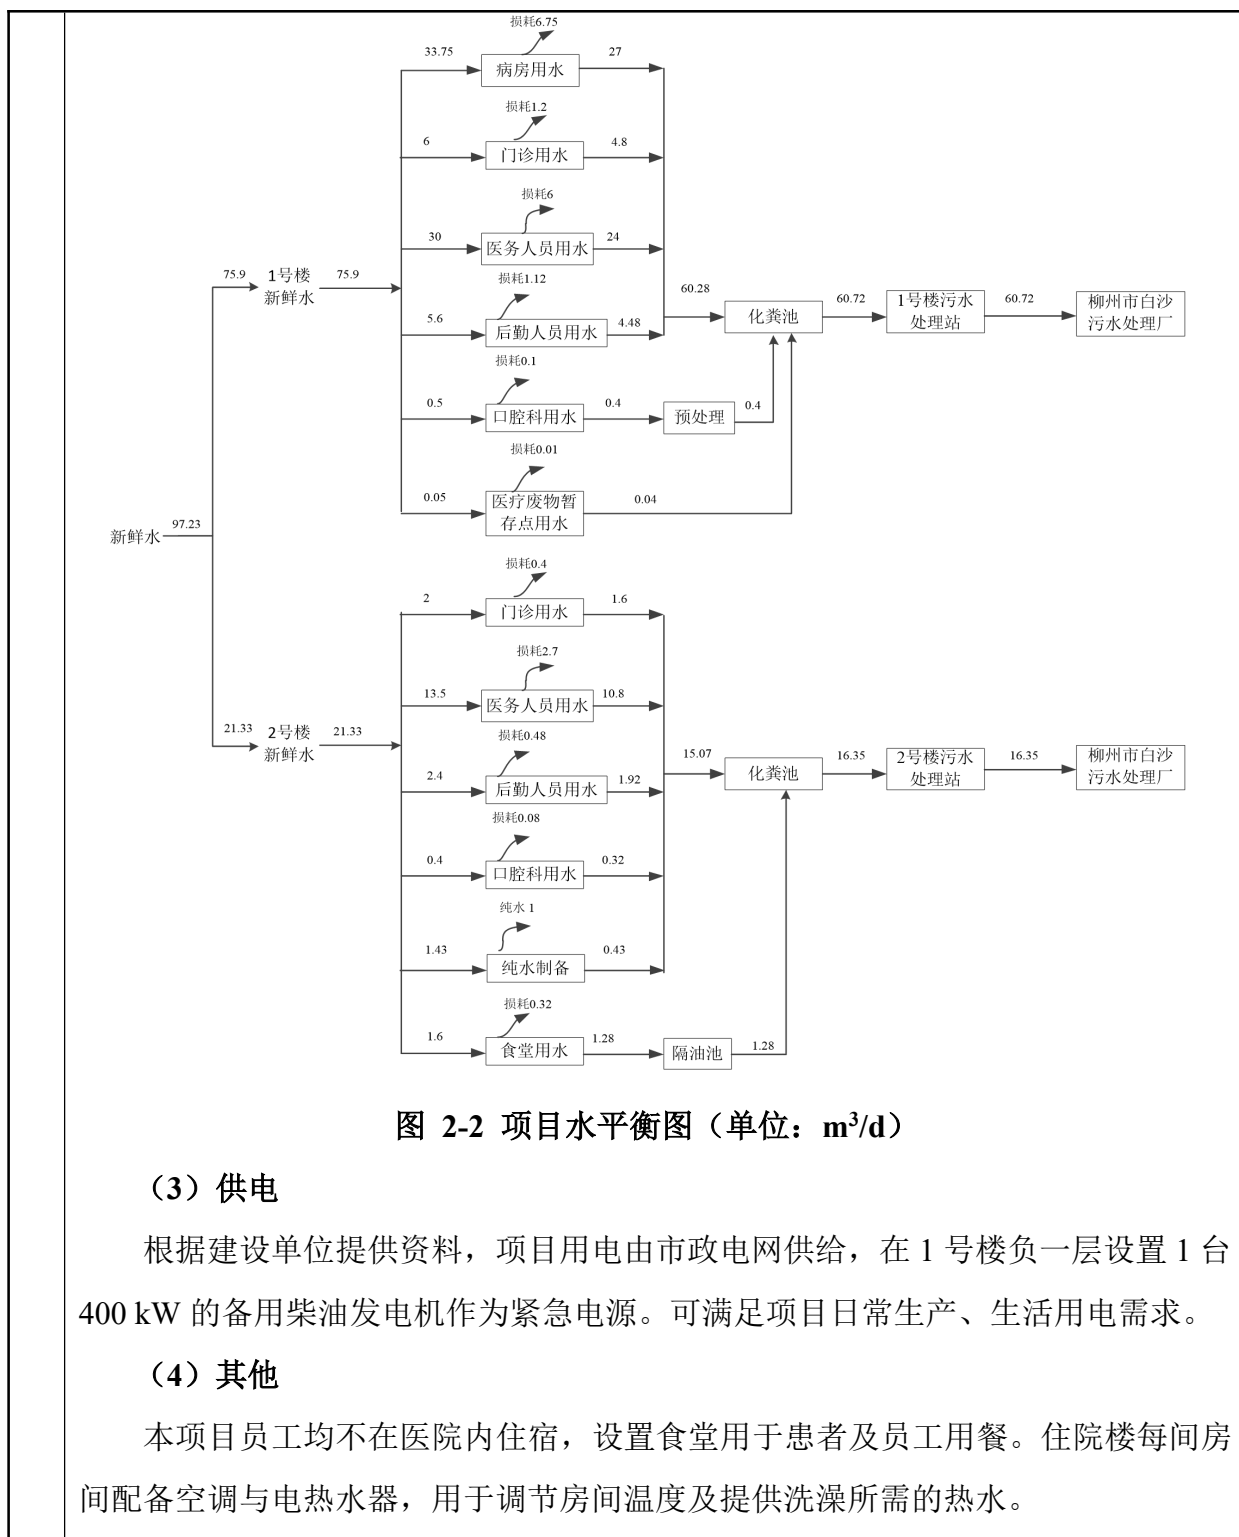 损耗6.75
33.75
病房用水
27
损耗1.2
6
门诊用水
4.8
损耗6
30
医务人员用水
24
75.9
1号楼
新鲜水
75.9
损耗1.12
5.6
后勤人员用水
4.48
60.28
化粪池
60.72
1号楼污水
处理站
60.72
柳州市白沙
污水处理厂
损耗0.1
0.5
口腔科用水
0.4
预处理
0.4
损耗0.01
0.05
医疗废物暂
存点用水
0.04
新鲜水
97.23
损耗0.4
2
门诊用水
1.6
损耗2.7
13.5
医务人员用水
10.8
21.33
2号楼
新鲜水
21.33
损耗0.48
2.4
后勤人员用水
1.92
15.07
化粪池
16.35
2号楼污水
处理站
16.35
柳州市白沙
污水处理厂
损耗0.08
0.4
口腔科用水
0.32
纯水 1
1.43
纯水制备
0.43
损耗0.32
1.6
食堂用水
1.28
隔油池
1.28
图 2-2 项目水平衡图（单位：m³/d）
（3）供电
根据建设单位提供资料，项目用电由市政电网供给，在 1 号楼负一层设置 1 台
400 kW 的备用柴油发电机作为紧急电源。可满足项目日常生产、生活用电需求。
（4）其他
本项目员工均不在医院内住宿，设置食堂用于患者及员工用餐。住院楼每间房
间配备空调与电热水器，用于调节房间温度及提供洗澡所需的热水。